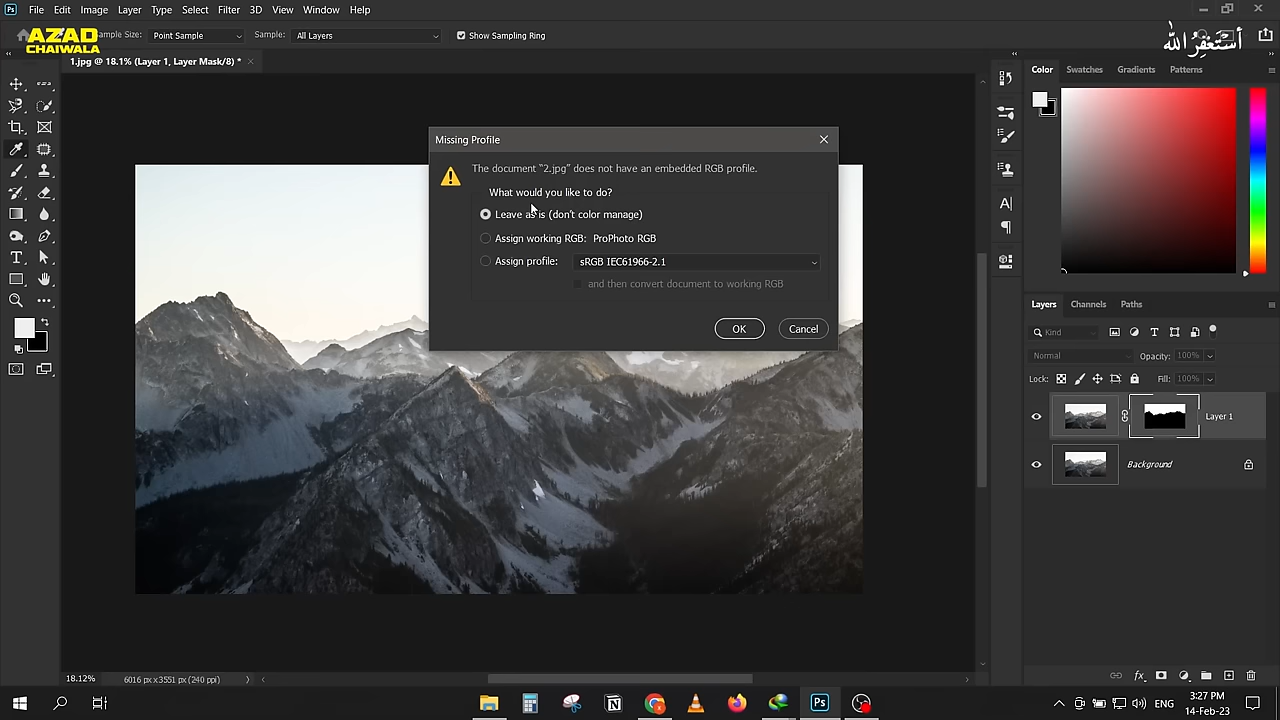 Ps File Edit Image Layer Type Select Filter 3D View Window Help
AZAD
CHAIWALA
Sample Size: Point Sample Sample: All Layers Show Sampling Ring
أستغفر الله
1.jpg @ 18.1% (Layer 1, Layer Mask/8) *
Color Swatches Gradients Patterns
Missing Profile
The document “2.jpg” does not have an embedded RGB profile.
What would you like to do?
Leave as is (don't color manage)
Assign working RGB: ProPhoto RGB
Assign profile: sRGB IEC61966-2.1
and then convert document to working RGB
OK Cancel
Layers Channels Paths
Kind
Normal Opacity: 100%
Lock: Fill: 100%
Layer 1
Background
18.12% 6016 px x 3551 px (240 ppi)
Ps ENG 3:27 PM
14-Feb-23